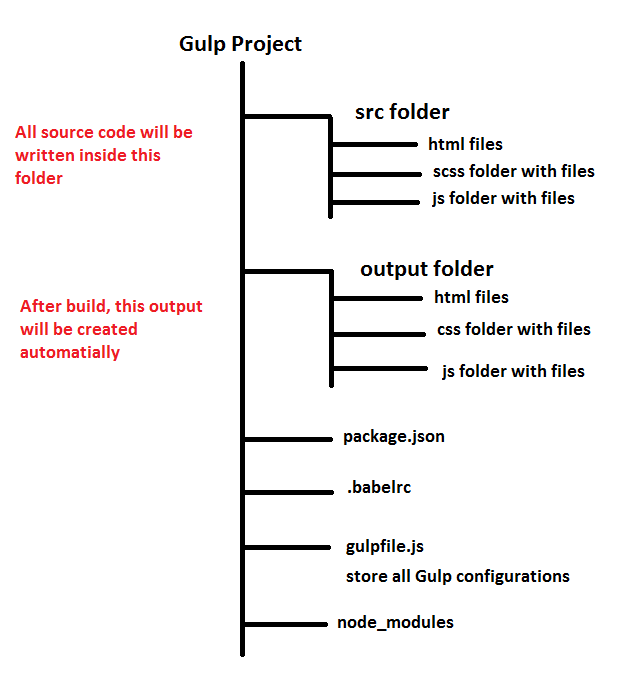 Gulp Project
All source code will be
written inside this
folder
src folder
html files
scss folder with files
js folder with files
After build, this output
will be created
automatially
output folder
html files
css folder with files
js folder with files
package.json
.babelrc
gulpfile.js
store all Gulp configurations
node_modules